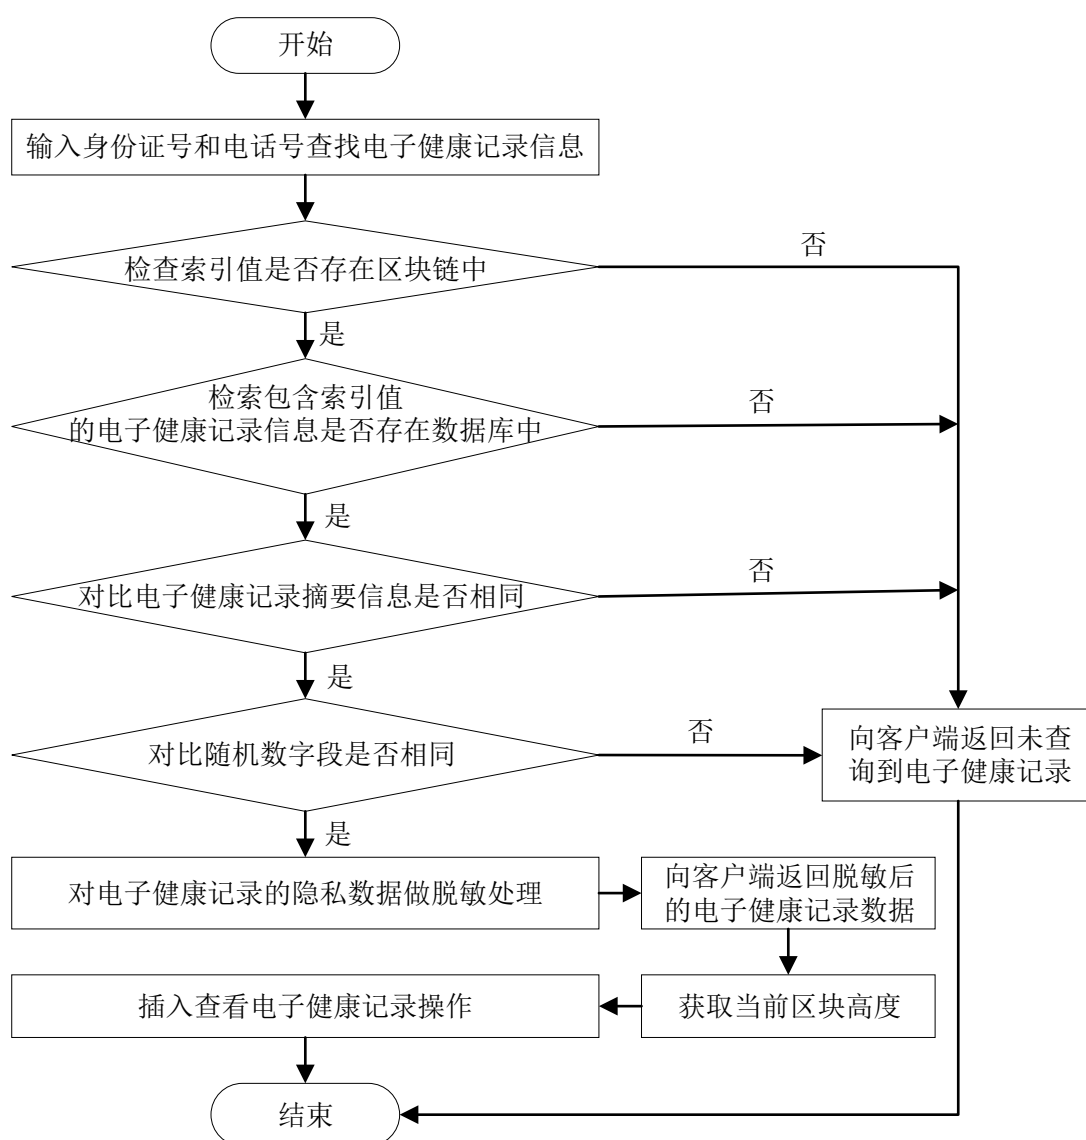 开始
输入身份证号和电话号查找电子健康记录信息
检查索引值是否存在区块链中
否
是
检索包含索引值
的电子健康记录信息是否存在数据库中
否
是
对比电子健康记录摘要信息是否相同
否
是
对比随机数字段是否相同
否
向客户端返回未查
询到电子健康记录
是
对电子健康记录的隐私数据做脱敏处理
向客户端返回脱敏后
的电子健康记录数据
插入查看电子健康记录操作
获取当前区块高度
结束